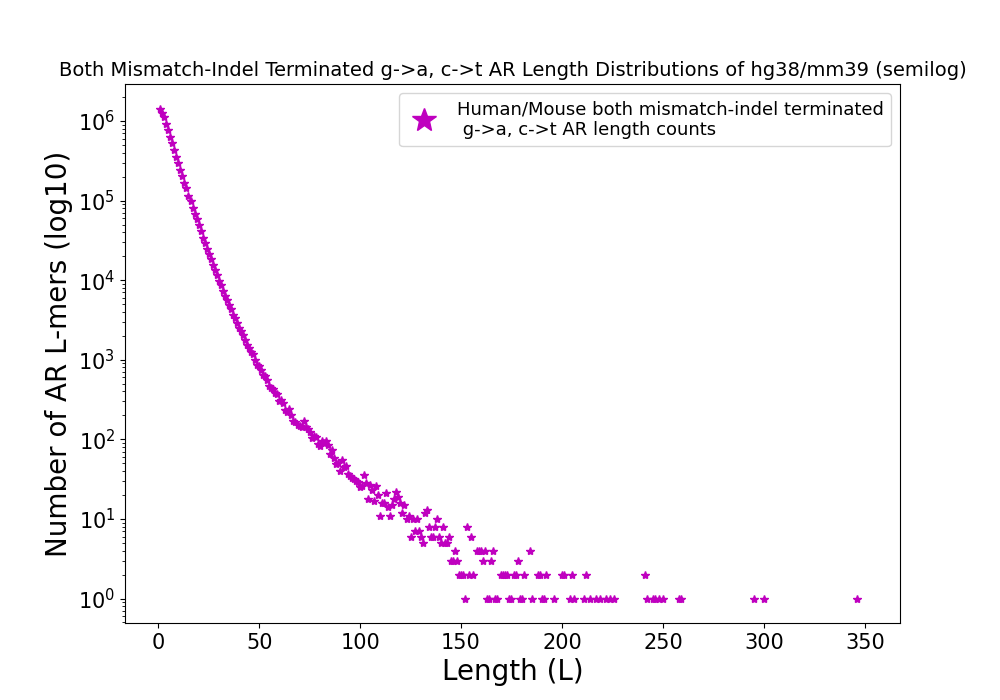 Both Mismatch-Indel Terminated g->a, c->t AR Length Distributions of hg38/mm39 (semilog)
Human/Mouse both mismatch-indel terminated
g->a, c->t AR length counts
Number of AR L-mers (log10)
10^6
10^5
10^4
10^3
10^2
10^1
10^0
0 50 100 150 200 250 300 350
Length (L)